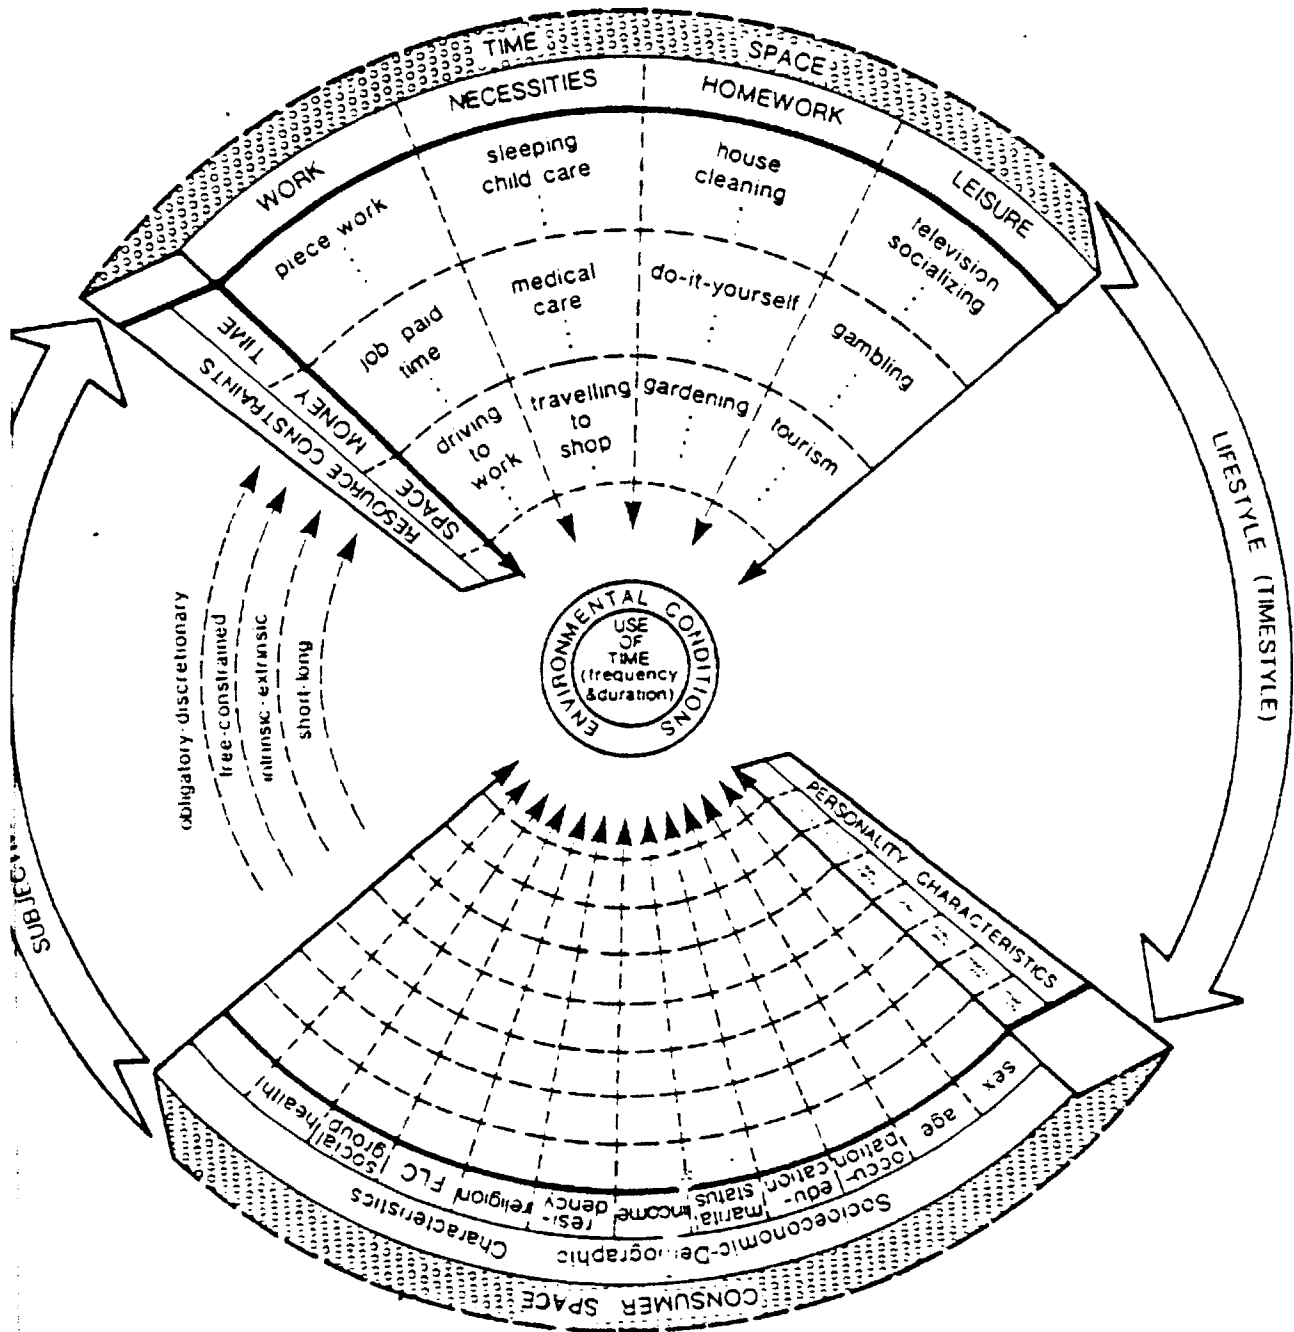 TIME SPACE
WORK
NECESSITIES
HOMEWORK
LEISURE
piece work
sleeping
child care
house
cleaning
television
socializing
job paid
time
medical
care
do-it-yourself
gambling
driving
to
work
travelling
to
shop
gardening
tourism
TIME
MONEY
SPACE
RESOURCE CONSTRAINTS
obligatory-discretionary
free-constrained
intrinsic-extrinsic
short-long
ENVIRONMENTAL CONDITIONS
USE
OF
TIME
(frequency
&duration)
LIFESTYLE (TIMESTYLE)
PERSONALITY CHARACTERISTICS
sex
age
occu-
pation
edu-
cation
marital
status
income
resi-
dency
religion
FLC
social
group
health
Socioeconomic-Demographic Characteristics
CONSUMER SPACE